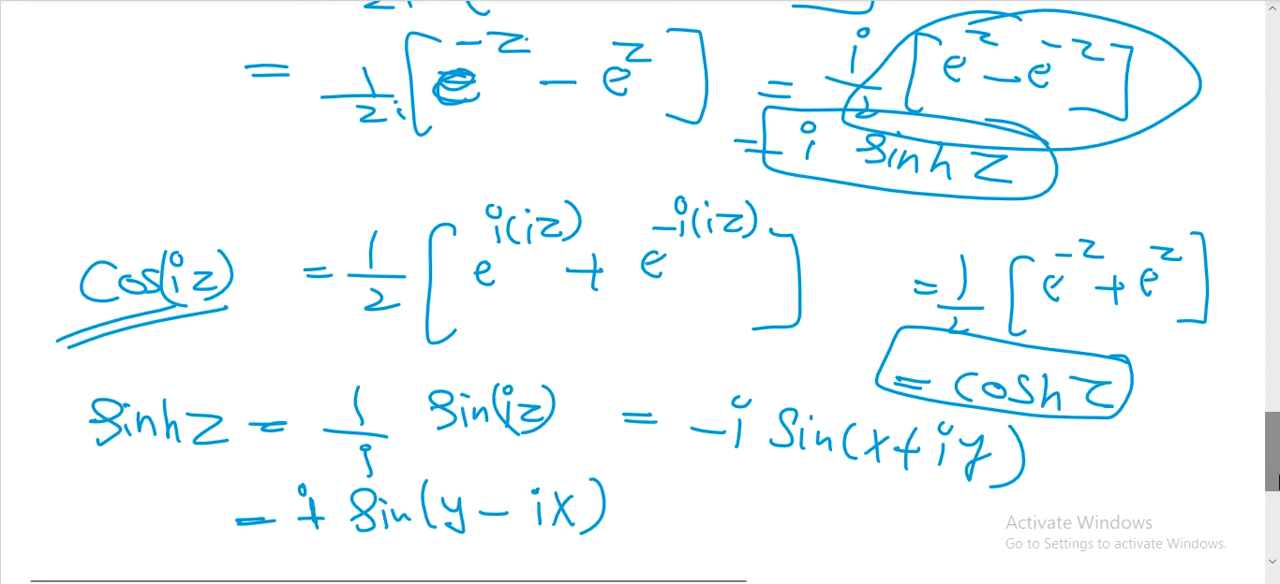 = 1/2i [e^-z - e^z] = i/2 [e^z - e^-z]
= i sinh z
Cos(iz) = 1/2 [e^i(iz) + e^-i(iz)] = 1/2 [e^-z + e^z]
= cosh z
Sinh z = 1/i Sin(iz) = -i Sin(x+iy)
= i Sin(y - ix)
Activate Windows
Go to Settings to activate Windows.